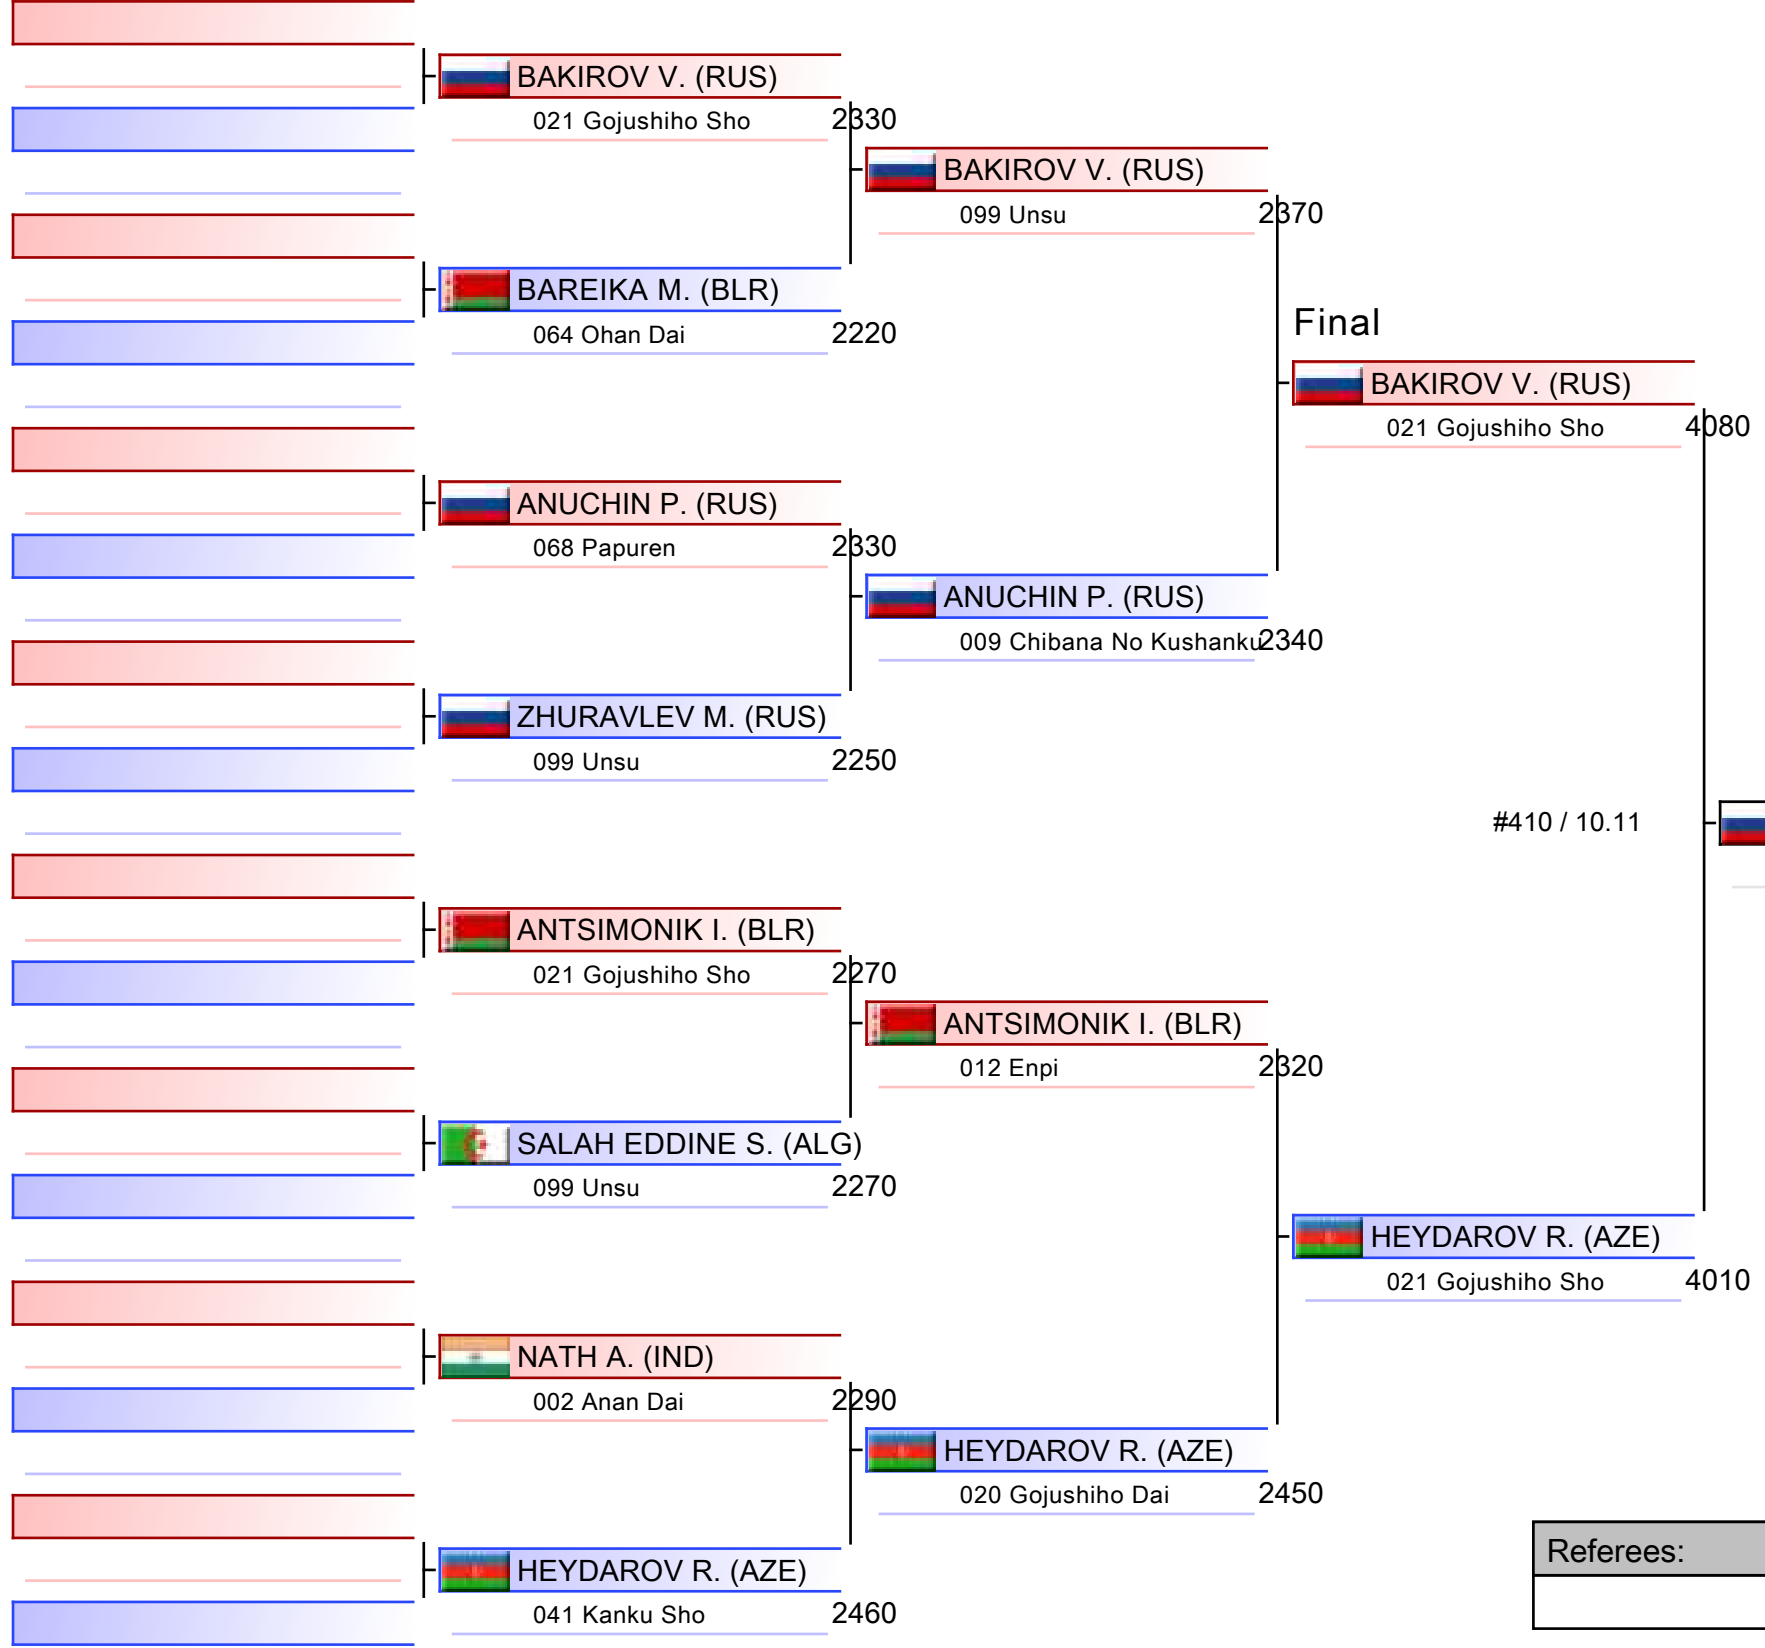 BAKIROV V. (RUS)
021 Gojushiho Sho 2330
BAKIROV V. (RUS)
099 Unsu 2370
BAREIKA M. (BLR)
064 Ohan Dai 2220
Final
BAKIROV V. (RUS)
021 Gojushiho Sho 4080
ANUCHIN P. (RUS)
068 Papuren 2330
ANUCHIN P. (RUS)
009 Chibana No Kushanku 2340
ZHURAVLEV M. (RUS)
099 Unsu 2250
#410 / 10.11
ANTSIMONIK I. (BLR)
021 Gojushiho Sho 2270
ANTSIMONIK I. (BLR)
012 Enpi 2320
SALAH EDDINE S. (ALG)
099 Unsu 2270
HEYDAROV R. (AZE)
021 Gojushiho Sho 4010
NATH A. (IND)
002 Anan Dai 2290
HEYDAROV R. (AZE)
020 Gojushiho Dai 2450
Referees:
HEYDAROV R. (AZE)
041 Kanku Sho 2460